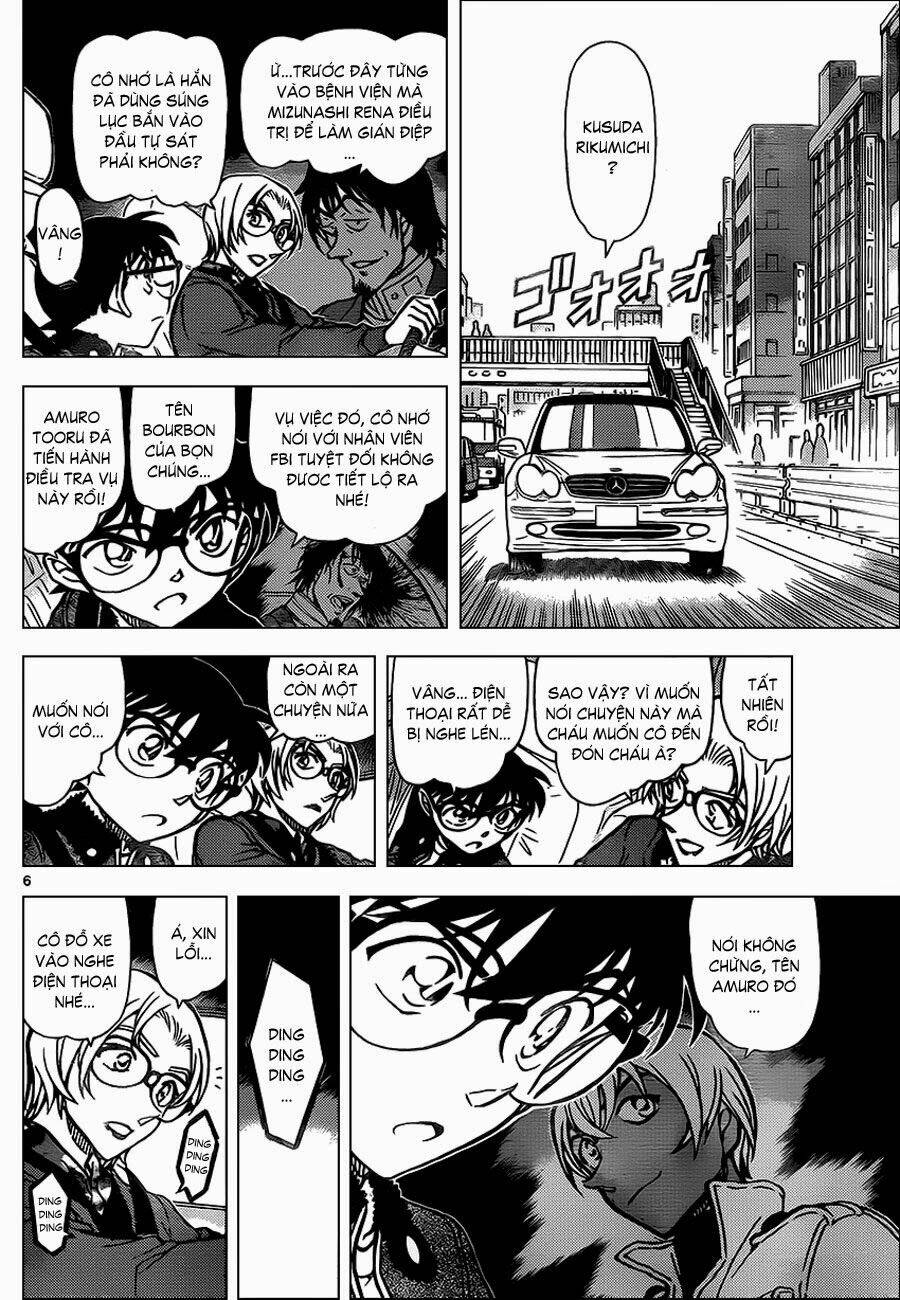 KUSUDA
RIKUMICHI
?
ゴォォォ
Ừ...TRƯỚC ĐÂY TỪNG
VÀO BỆNH VIỆN MÀ
MIZUNASHI RENA ĐIỀU
TRỊ ĐỂ LÀM GIÁN ĐIỆP
...
CÔ NHỚ LÀ HẮN
ĐÃ DÙNG SÚNG
LỤC BẮN VÀO
ĐẦU TỰ SÁT
PHẢI KHÔNG?
VÂNG
!
VỤ VIỆC ĐÓ, CÔ NHỚ
NÓI VỚI NHÂN VIÊN
FBI TUYỆT ĐỐI KHÔNG
ĐƯƠC TIẾT LỘ RA
NHÉ!
TÊN
BOURBON
CỦA BỌN
CHÚNG...
AMURO
TOORU ĐÃ
TIẾN HÀNH
ĐIỀU TRA VỤ
NÀY RỒI!
TẤT
NHIÊN
RỒI!
SAO VẬY? VÌ MUỐN
NÓI CHUYỆN NÀY MÀ
CHÁU MUỐN CÔ ĐẾN
ĐÓN CHÁU À?
VÂNG... ĐIỆN
THOẠI RẤT DỄ
BỊ NGHE LÉN...
NGOÀI RA
CÒN MỘT
CHUYỆN NỮA
...
MUỐN NÓI
VỚI CÔ...
6
NÓI KHÔNG
CHỪNG, TÊN
AMURO ĐÓ
...
DING
DING
DING
...
Á, XIN
LỖI...
CÔ ĐỖ XE
VÀO NGHE
ĐIỆN THOẠI
NHÉ...
DING
DING
DING
DING
DING
DING